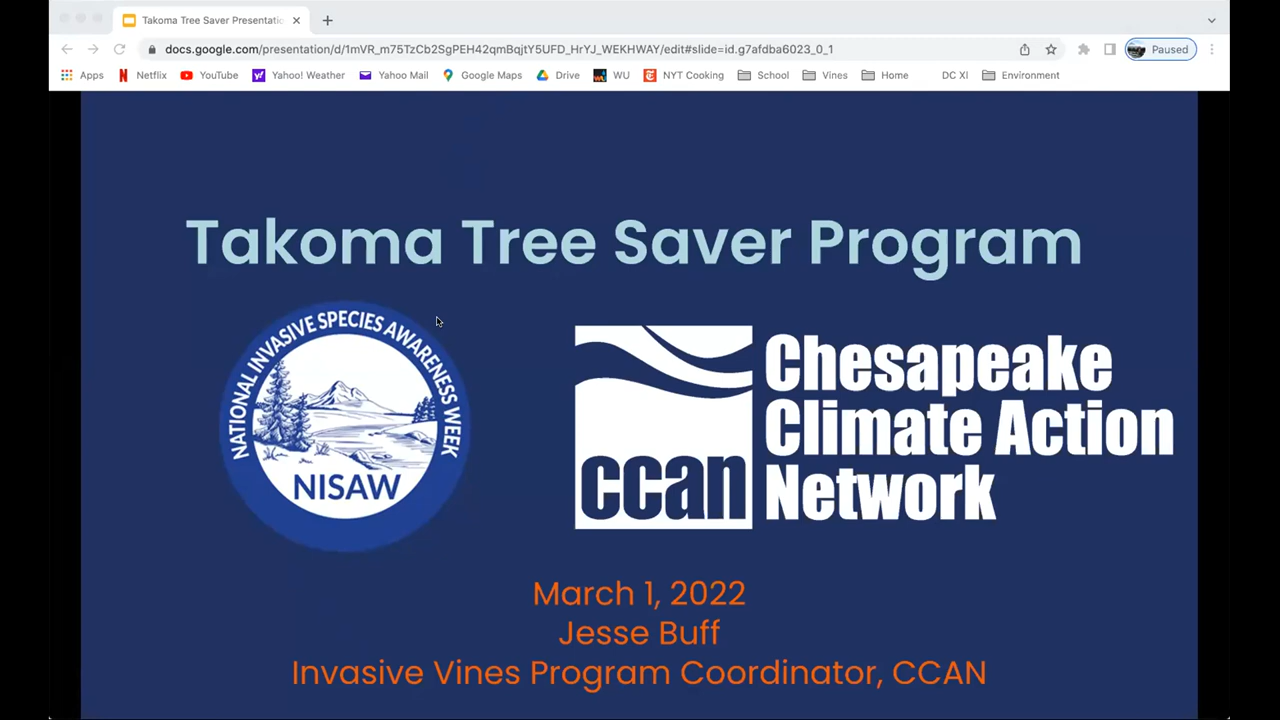 Takoma Tree Saver Presentatio
docs.google.com/presentation/d/1mVR_m75TzCb2SgPEH42qmBqjtY5UFD_HrYJ_WEKHWAY/edit#slide=id.g7afdba6023_0_1
Paused
Apps Netflix YouTube Yahoo! Weather Yahoo Mail Google Maps Drive WU NYT Cooking School Vines Home DC XI Environment
Takoma Tree Saver Program
NATIONAL INVASIVE SPECIES AWARENESS WEEK
NISAW
ccan
Chesapeake
Climate Action
Network
March 1, 2022
Jesse Buff
Invasive Vines Program Coordinator, CCAN